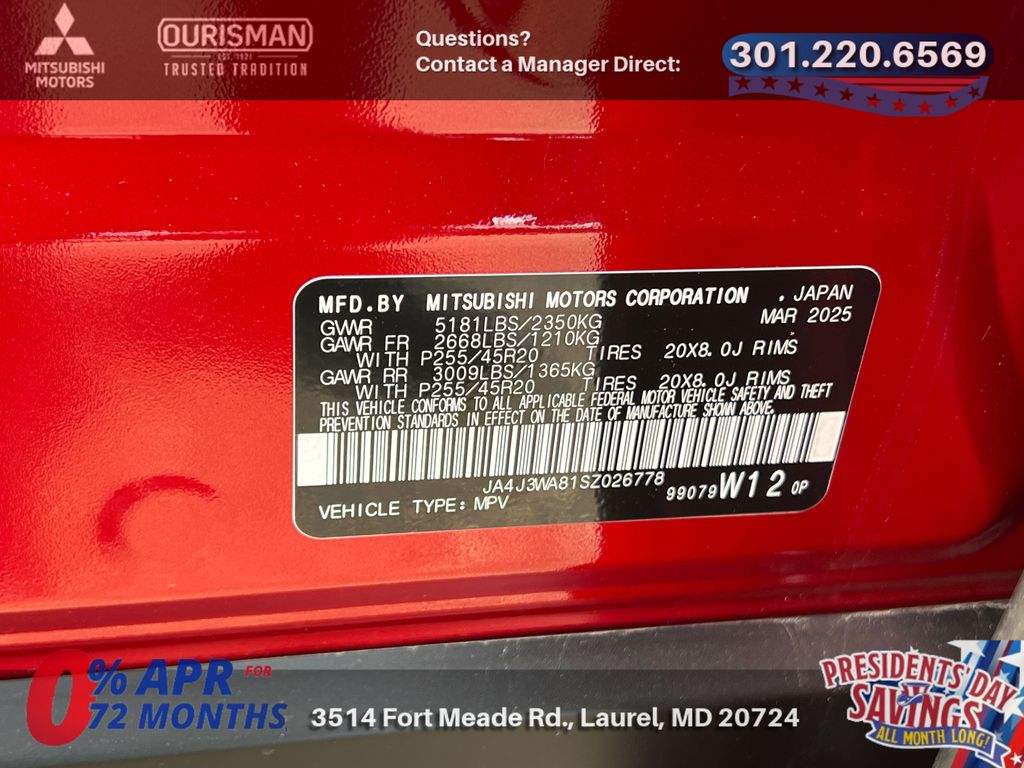 MITSUBISHI
MOTORS
OURISMAN
EST. 1921
TRUSTED TRADITION
Questions?
Contact a Manager Direct:
301.220.6569
MFD.BY MITSUBISHI MOTORS CORPORATION . JAPAN
MAR 2025
GVWR 5181LBS/2350KG
GAWR FR 2668LBS/1210KG
WITH P255/45R20 TIRES 20X8.0J RIMS
GAWR RR 3009LBS/1365KG
WITH P255/45R20 TIRES 20X8.0J RIMS
THIS VEHICLE CONFORMS TO ALL APPLICABLE FEDERAL MOTOR VEHICLE SAFETY AND THEFT
PREVENTION STANDARDS IN EFFECT ON THE DATE OF MANUFACTURE SHOWN ABOVE.
JA4J3WA81SZ026778
99079 W12 0P
VEHICLE TYPE: MPV
0% APR FOR
72 MONTHS
3514 Fort Meade Rd., Laurel, MD 20724
PRESIDENTS' DAY
SAVINGS
ALL MONTH LONG!